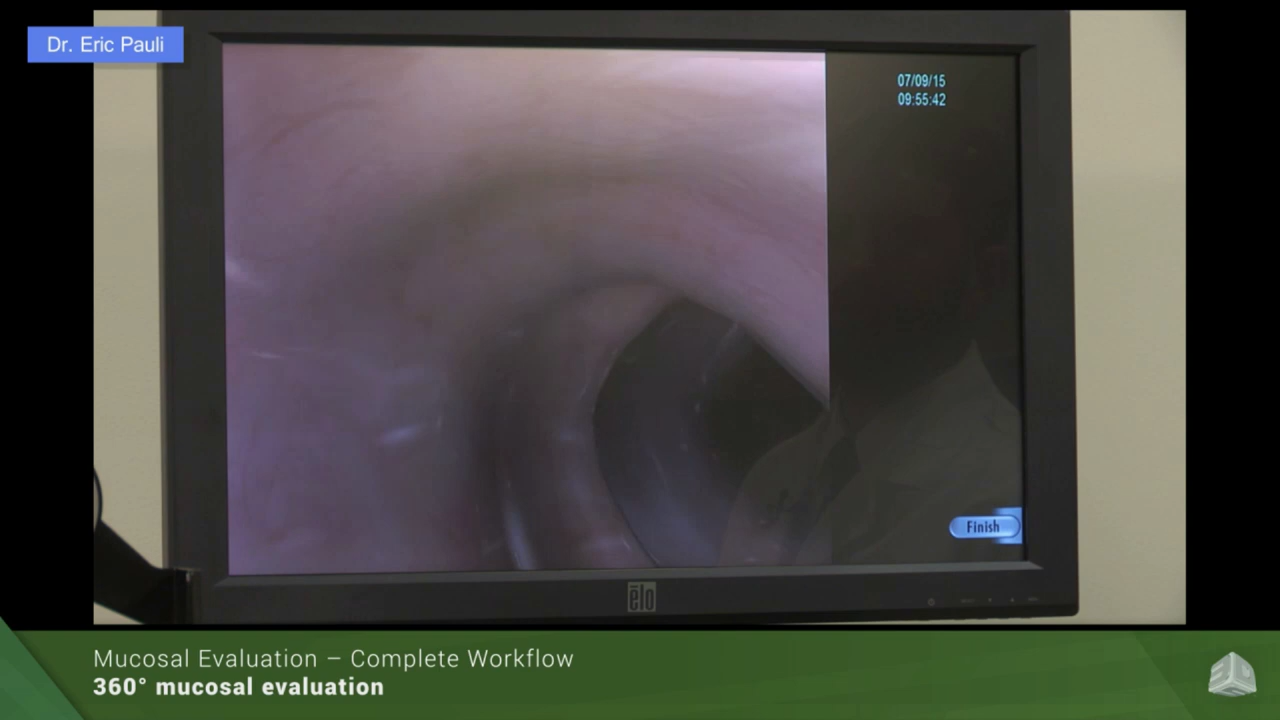 Dr. Eric Pauli
07/09/15
09:55:42
Finish
elo
Mucosal Evaluation – Complete Workflow
360° mucosal evaluation